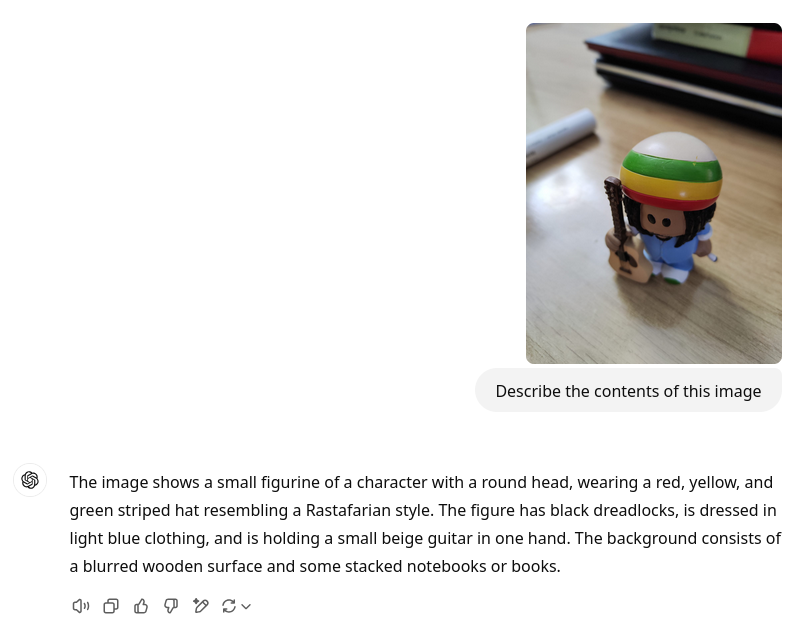 Describe the contents of this image
The image shows a small figurine of a character with a round head, wearing a red, yellow, and
green striped hat resembling a Rastafarian style. The figure has black dreadlocks, is dressed in
light blue clothing, and is holding a small beige guitar in one hand. The background consists of
a blurred wooden surface and some stacked notebooks or books.